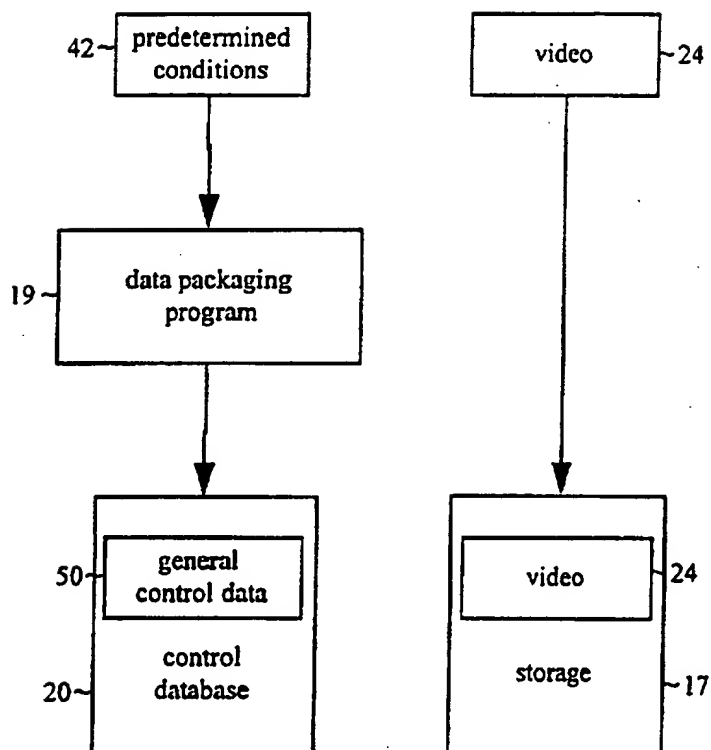 42
predetermined
conditions
video
24
19
data packaging
program
50
general
control data
video
24
control
database
20
storage
17